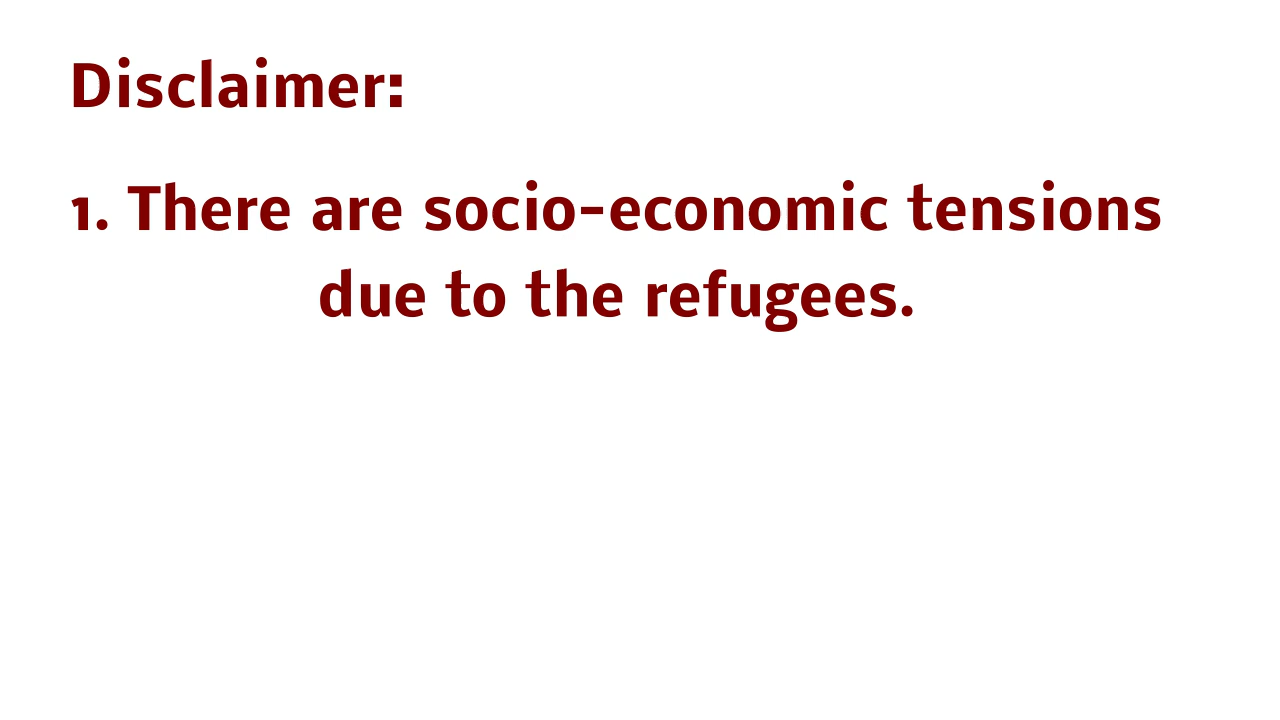 Disclaimer:
1. There are socio-economic tensions
due to the refugees.